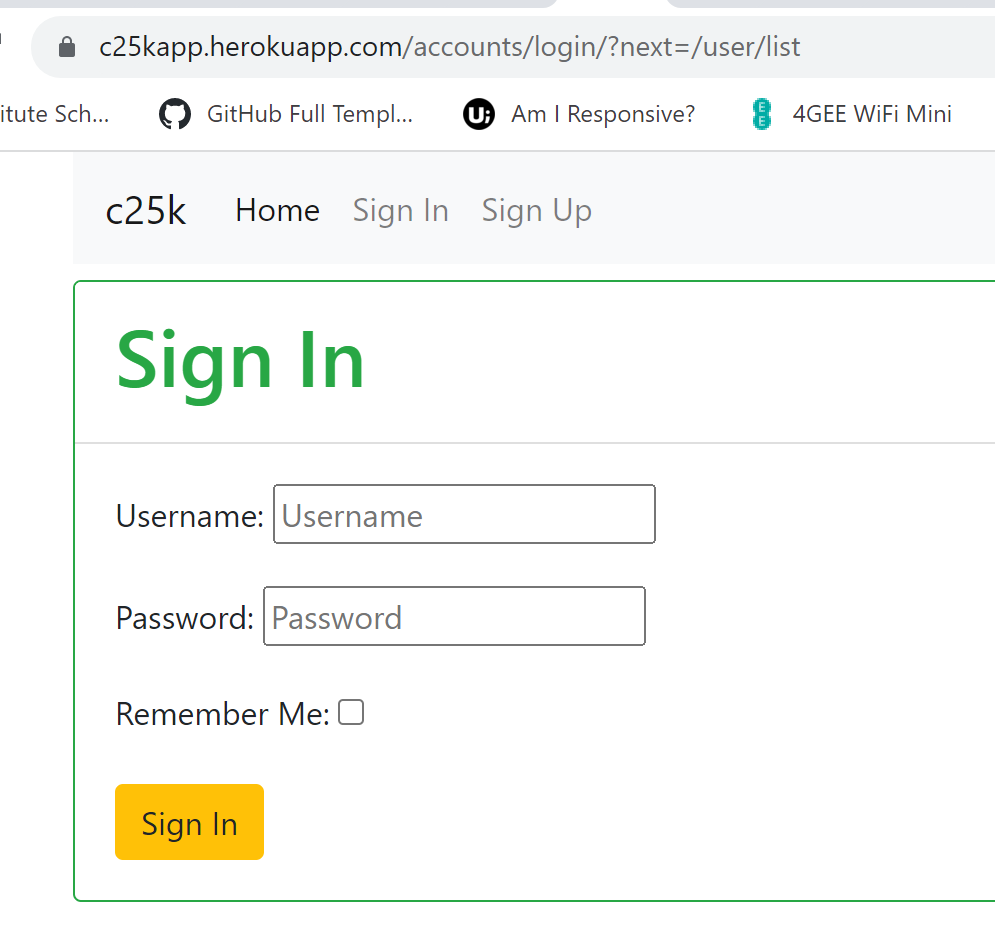 c25kapp.herokuapp.com/accounts/login/?next=/user/list
itute Sch... GitHub Full Templ... Am I Responsive? 4GEE WiFi Mini
c25k Home Sign In Sign Up
Sign In
Username: Username
Password: Password
Remember Me:
Sign In